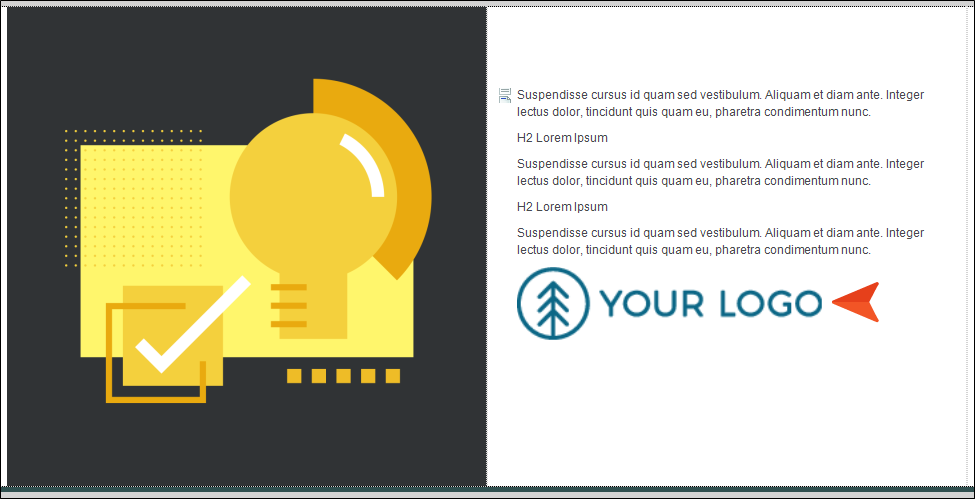 Suspendisse cursus id quam sed vestibulum. Aliquam et diam ante. Integer
lectus dolor, tincidunt quis quam eu, pharetra condimentum nunc.
H2 Lorem Ipsum
Suspendisse cursus id quam sed vestibulum. Aliquam et diam ante. Integer
lectus dolor, tincidunt quis quam eu, pharetra condimentum nunc.
H2 Lorem Ipsum
Suspendisse cursus id quam sed vestibulum. Aliquam et diam ante. Integer
lectus dolor, tincidunt quis quam eu, pharetra condimentum nunc.
YOUR LOGO